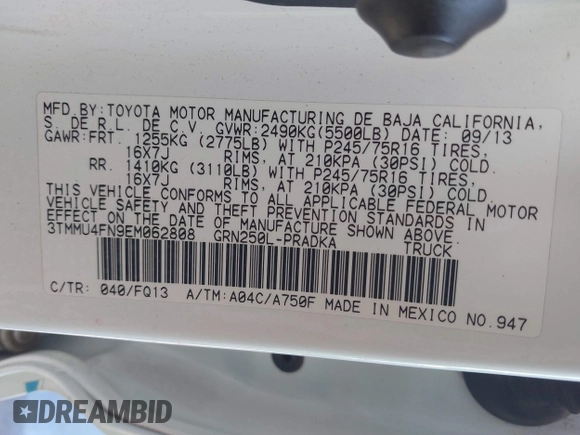 MFD.BY:TOYOTA MOTOR MANUFACTURING DE BAJA CALIFORNIA,
S. DE R.L. DE C.V. GVWR:2490KG(5500LB) DATE: 09/13
GAWR:FRT. 1255KG (2775LB) WITH P245/75R16 TIRES,
16X7J RIMS, AT 210KPA (30PSI) COLD.
RR. 1410KG (3110LB) WITH P245/75R16 TIRES,
16X7J RIMS, AT 210KPA (30PSI) COLD.
THIS VEHICLE CONFORMS TO ALL APPLICABLE FEDERAL MOTOR
VEHICLE SAFETY AND THEFT PREVENTION STANDARDS IN
EFFECT ON THE DATE OF MANUFACTURE SHOWN ABOVE.
3TMMU4FN9EM062808 GRN250L-PRADKA TRUCK
C/TR: 040/FQ13 A/TM:A04C/A750F MADE IN MEXICO NO.947
DREAMBID